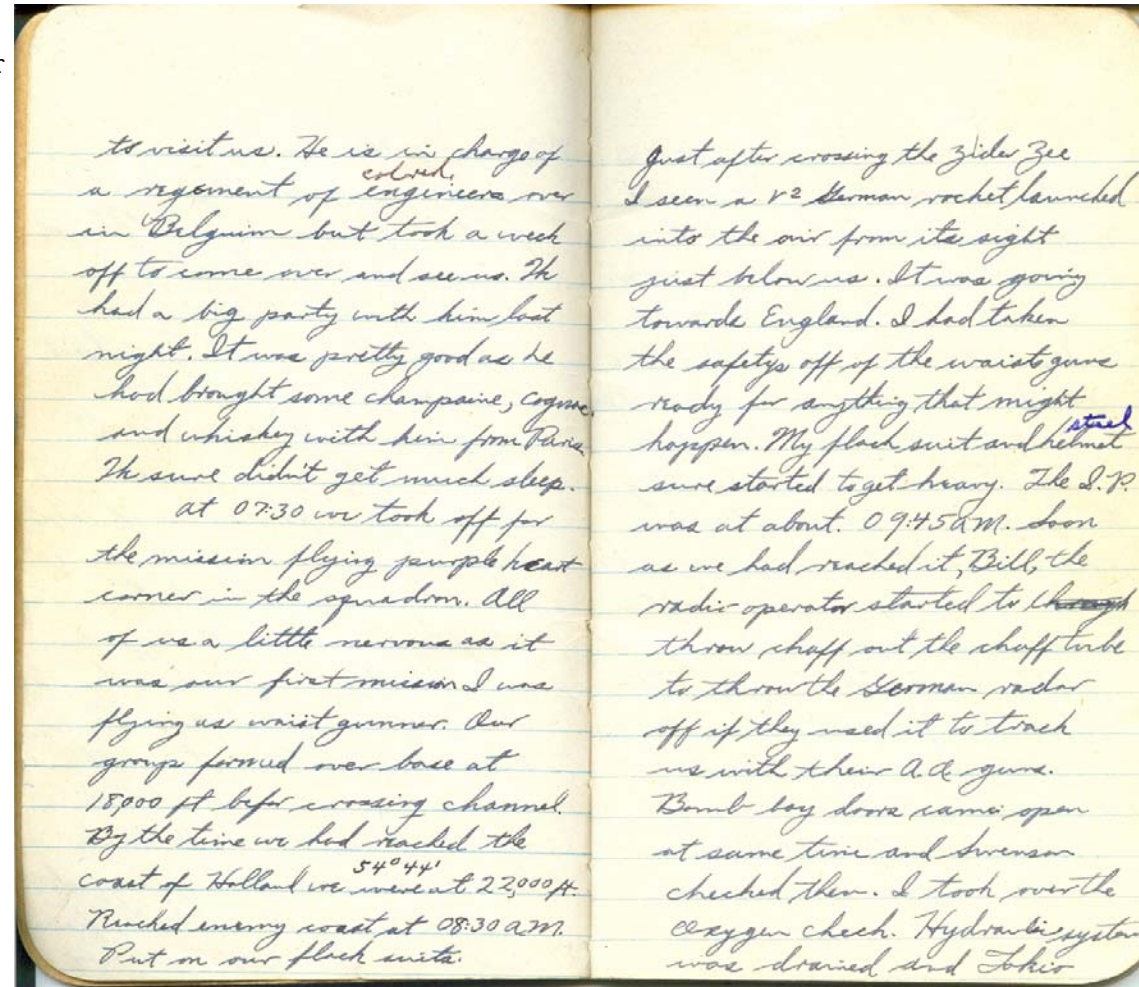 r
to visit us. He is in charge of
colred
a regement of engineers over
in Belguim but took a week
off to come over and see us. We
had a big party with him last
night. It was pretty good as he
had brought some champaine, cognac
and whiskey with him from Paris.
We sure didn't get much sleep.
at 07:30 we took off for
the mission flying purple heart
corner in the squadron. All
of us a little nervous as it
was our first mission I was
flying as waist gunner. Our
group formed over base at
18,000 ft befor crossing channel.
By the time we had reached the
54° 44'
coast of Holland we were at 22,000 ft.
Reached enemy coast at 08:30 a.m.
Put on our flack suits.
Just after crossing the Zider Zee
I seen a V2 German rocket launched
into the air from its sight
just below us. It was going
towards England. I had taken
the safetys off of the waist guns
ready for anything that might
steel
happen. My flack suit and helmet
sure started to get heavy. The I.P.
was at about. 09:45 a.m. Soon
as we had reached it, Bill, the
radio operator started to
throw chaff out the chaff tube
to throw the German radar
off if they used it to track
us with their A.A. guns.
Bomb bay doors came open
at same time and Swenson
checked them. I took over the
oxygen check. Hydraulic system
was drained and Tokio